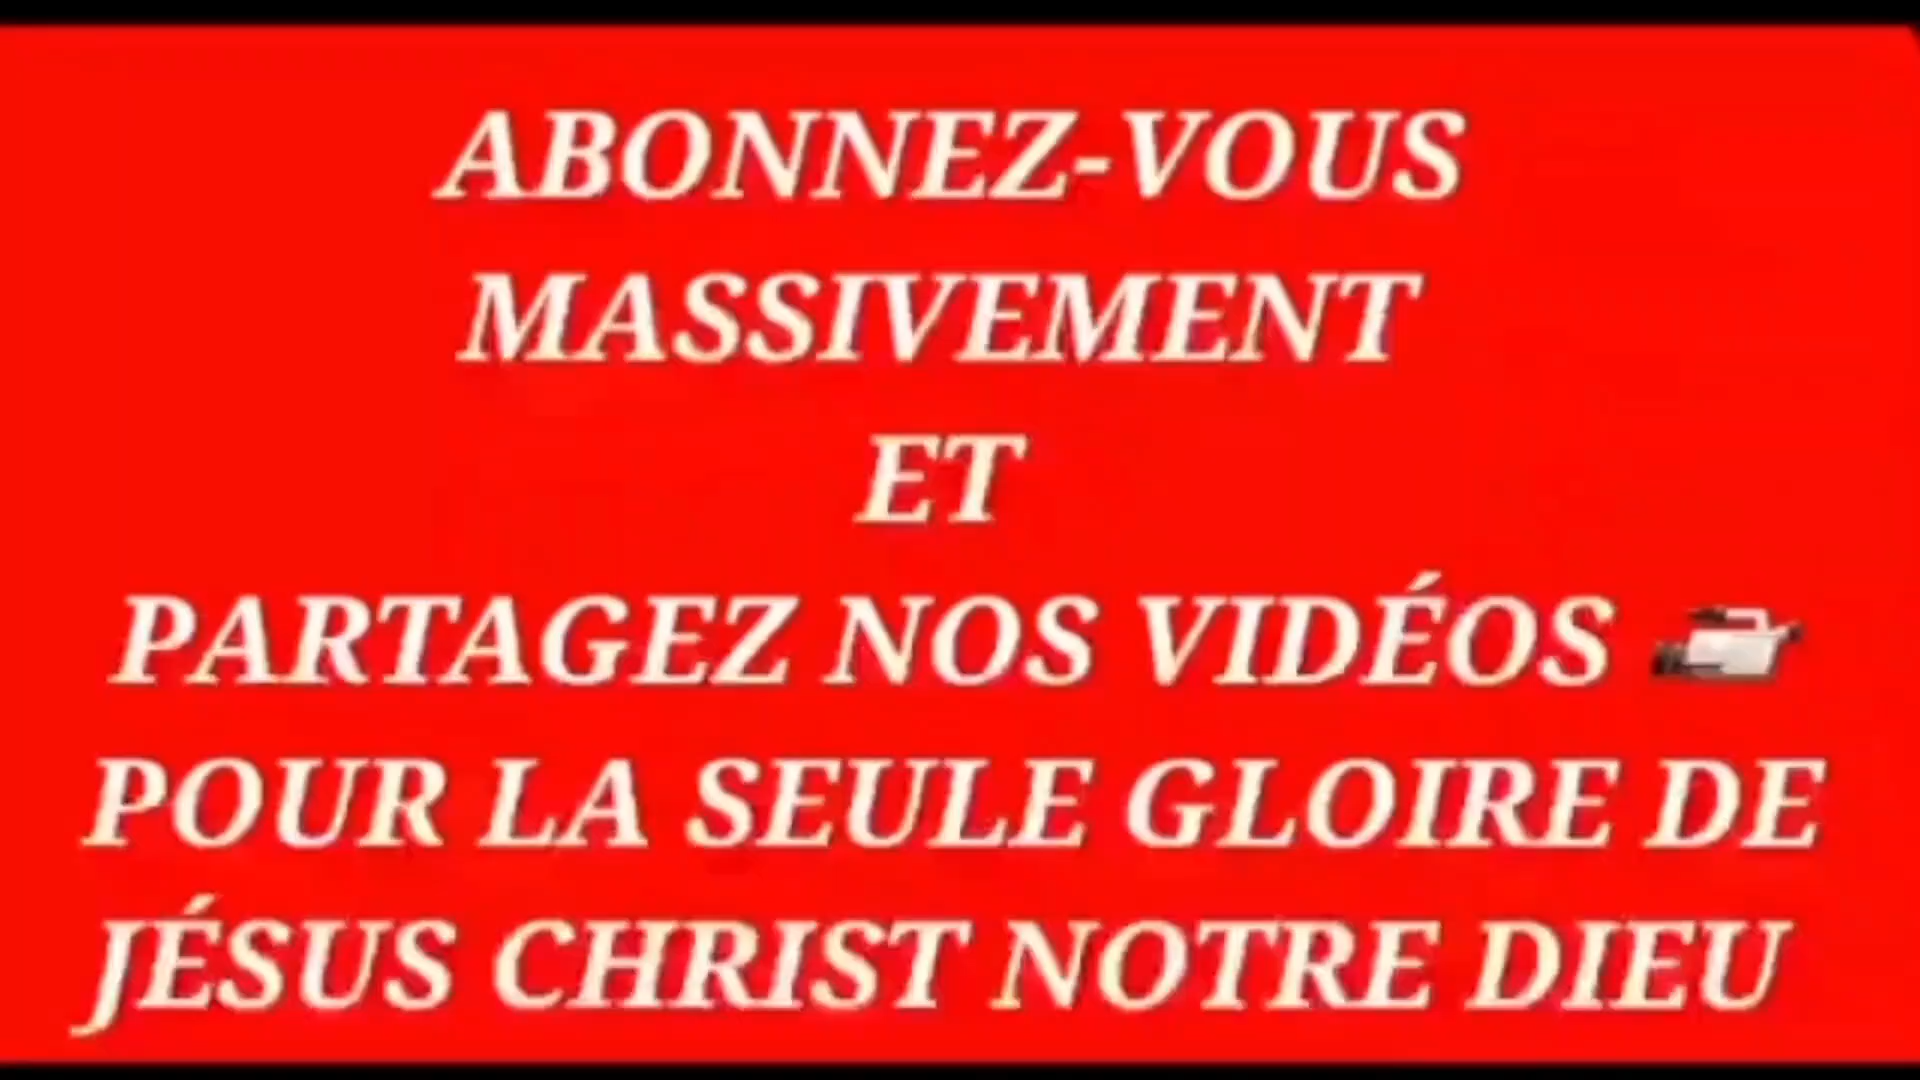 ABONNEZ-VOUS
MASSIVEMENT
ET
PARTAGEZ NOS VIDÉOS
POUR LA SEULE GLOIRE DE
JÉSUS CHRIST NOTRE DIEU